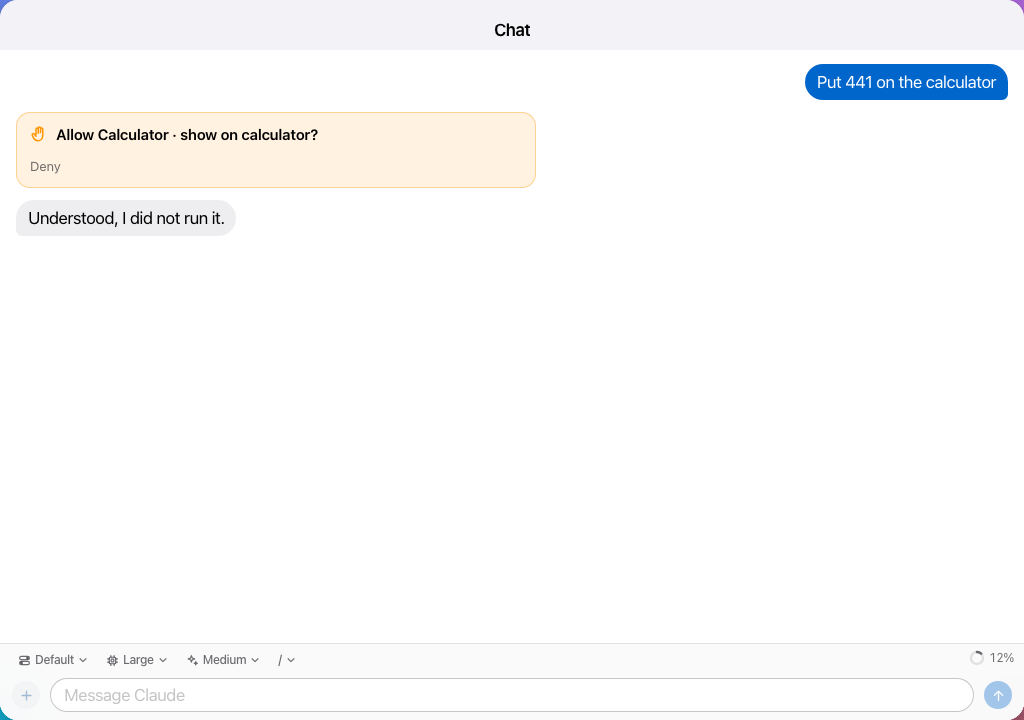 Chat
Put 441 on the calculator
Allow Calculator · show on calculator?
Deny
Understood, I did not run it.
Default
Large
Medium
/
12%
Message Claude